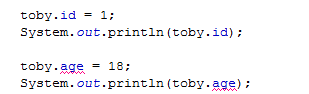 toby.id = 1;
System.out.println(toby.id);
toby.age = 18;
System.out.println(toby.age);